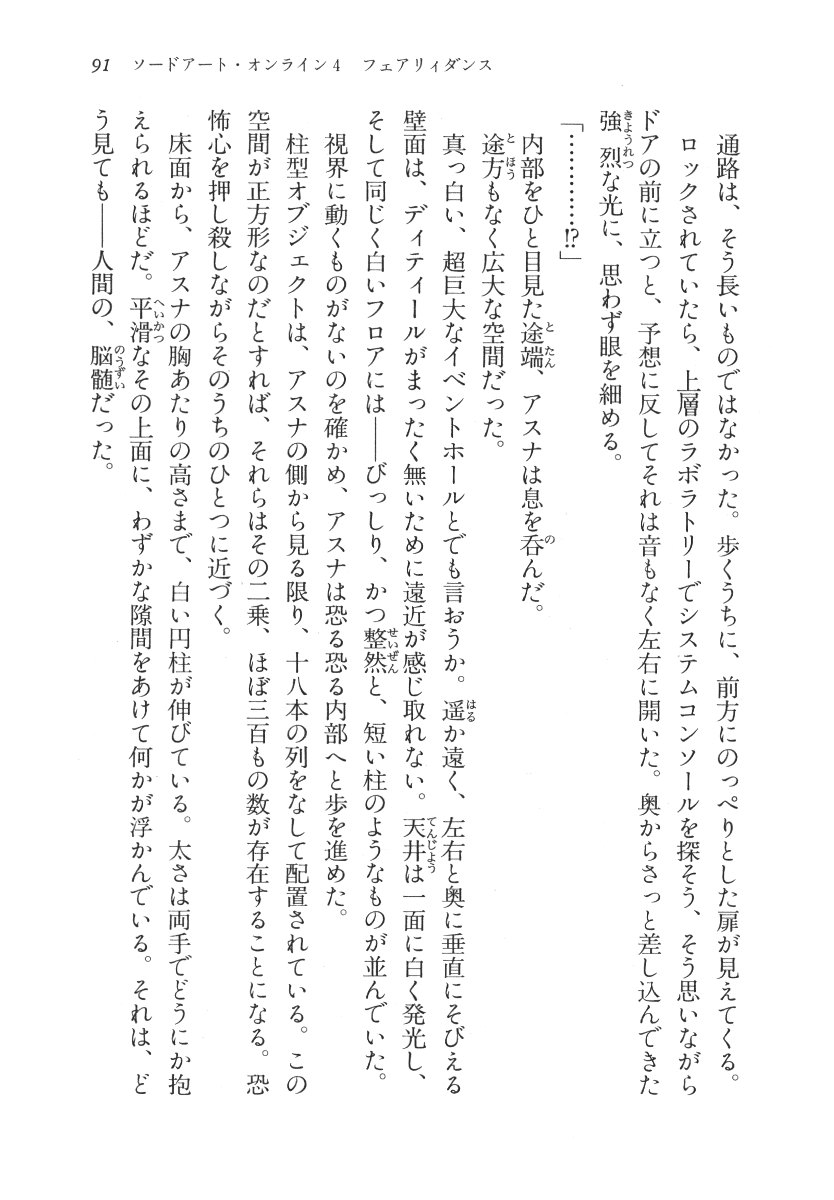 91　ソードアート・オンライン4　フェアリィダンス
　通路は、そう長いものではなかった。歩くうちに、前方にのっぺりとした扉が見えてくる。
　ロックされていたら、上層のラボラトリーでシステムコンソールを探そう、そう思いながら
ドアの前に立つと、予想に反してそれは音もなく左右に開いた。奥からさっと差し込んできた
強烈な光に、思わず眼を細める。
「…………!?」
　内部をひと目見た途端、アスナは息を呑んだ。
　途方もなく広大な空間だった。
　真っ白い、超巨大なイベントホールとでも言おうか。遥か遠く、左右と奥に垂直にそびえる
壁面は、ディティールがまったく無いために遠近が感じ取れない。天井は一面に白く発光し、
そして同じく白いフロアには――びっしり、かつ整然と、短い柱のようなものが並んでいた。
　視界に動くものがないのを確かめ、アスナは恐る恐る内部へと歩を進めた。
　柱型オブジェクトは、アスナの側から見る限り、十八本の列をなして配置されている。この
空間が正方形なのだとすれば、それらはその二乗、ほぼ三百もの数が存在することになる。恐
怖心を押し殺しながらそのうちのひとつに近づく。
　床面から、アスナの胸あたりの高さまで、白い円柱が伸びている。太さは両手でどうにか抱
えられるほどだ。平滑なその上面に、わずかな隙間をあけて何かが浮かんでいる。それは、ど
う見ても――人間の、脳髄だった。